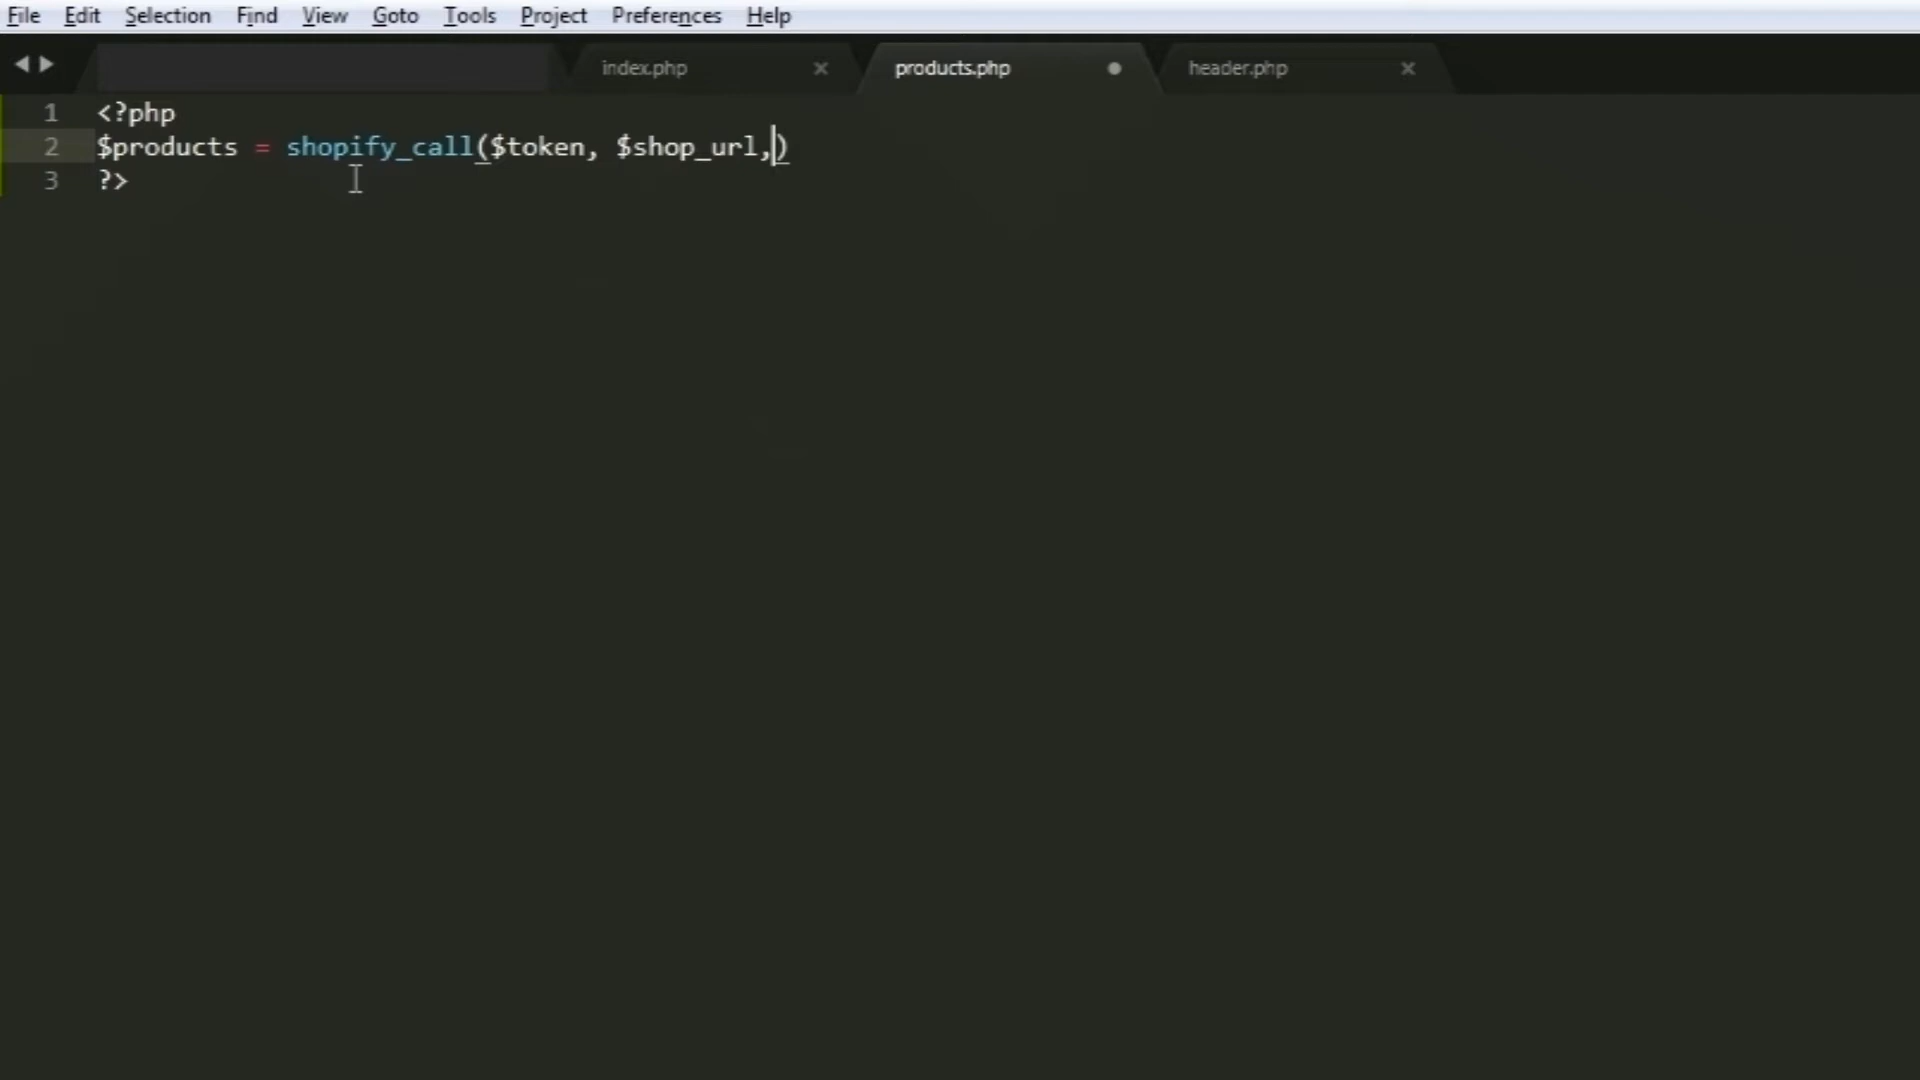 File Edit Selection Find View Goto Tools Project Preferences Help
index.php products.php header.php
1 <?php
2 $products = shopify_call($token, $shop_url,)
3 ?>